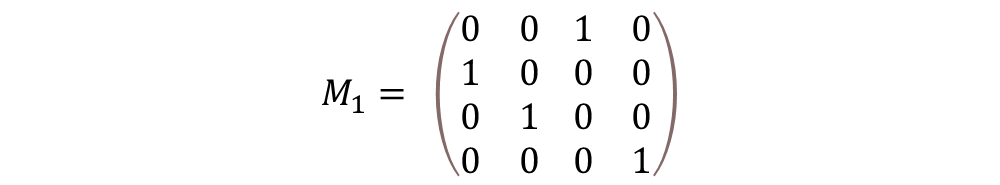 0 0 1 0
M₁ = 1 0 0 0
0 1 0 0
0 0 0 1